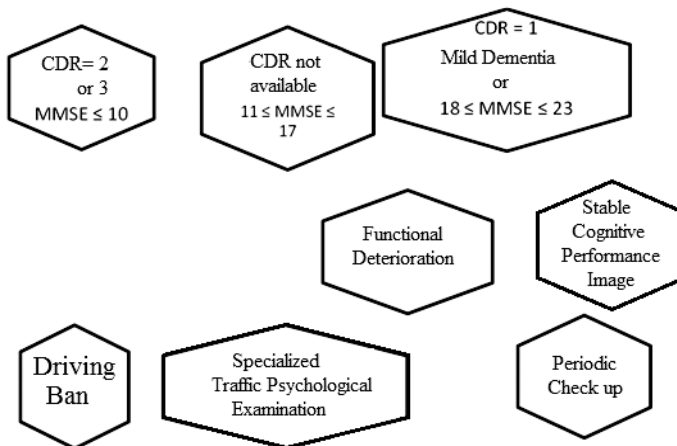 CDR= 2
or 3
MMSE ≤ 10
CDR not
available
11 ≤ MMSE ≤
17
CDR = 1
Mild Dementia
or
18 ≤ MMSE ≤ 23
Functional
Deterioration
Stable
Cognitive
Performance
Image
Driving
Ban
Specialized
Traffic Psychological
Examination
Periodic
Check up